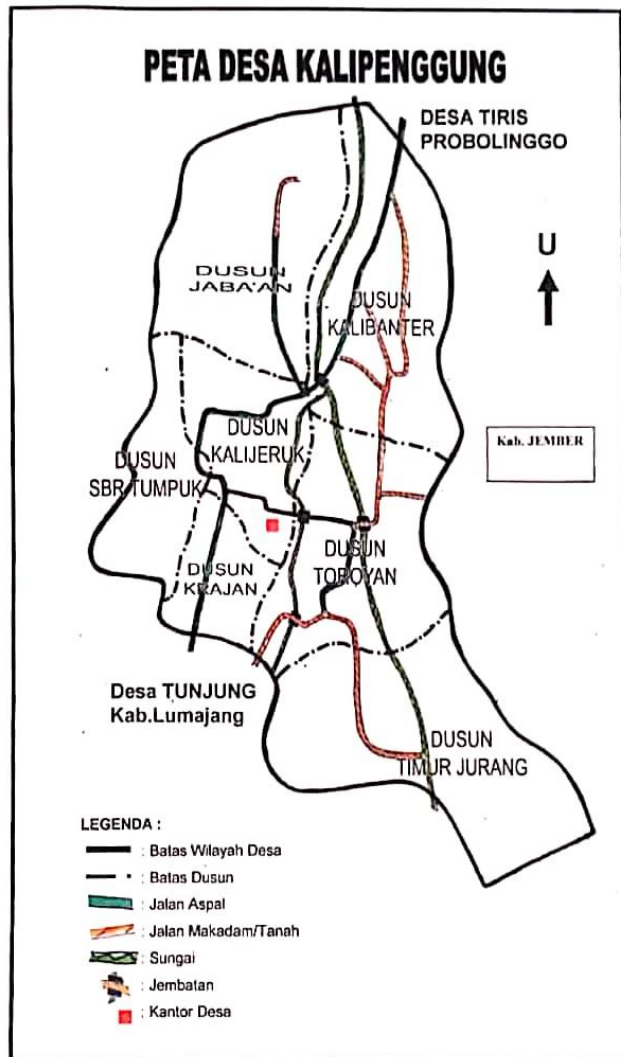 PETA DESA KALIPENGGUNG
DESA TIRIS
PROBOLINGGO
U
DUSUN
JABA'AN
DUSUN
KALIBANTER
DUSUN
KALIJERUK
Kab. JEMBER
DUSUN
SBR TUMPUK
DUSUN
TOROYAN
DUSUN
KRAJAN
Desa TUNJUNG
Kab.Lumajang
DUSUN
TIMUR JURANG
LEGENDA :
: Batas Wilayah Desa
: Batas Dusun
: Jalan Aspal
: Jalan Makadam/Tanah
: Sungai
: Jembatan
: Kantor Desa